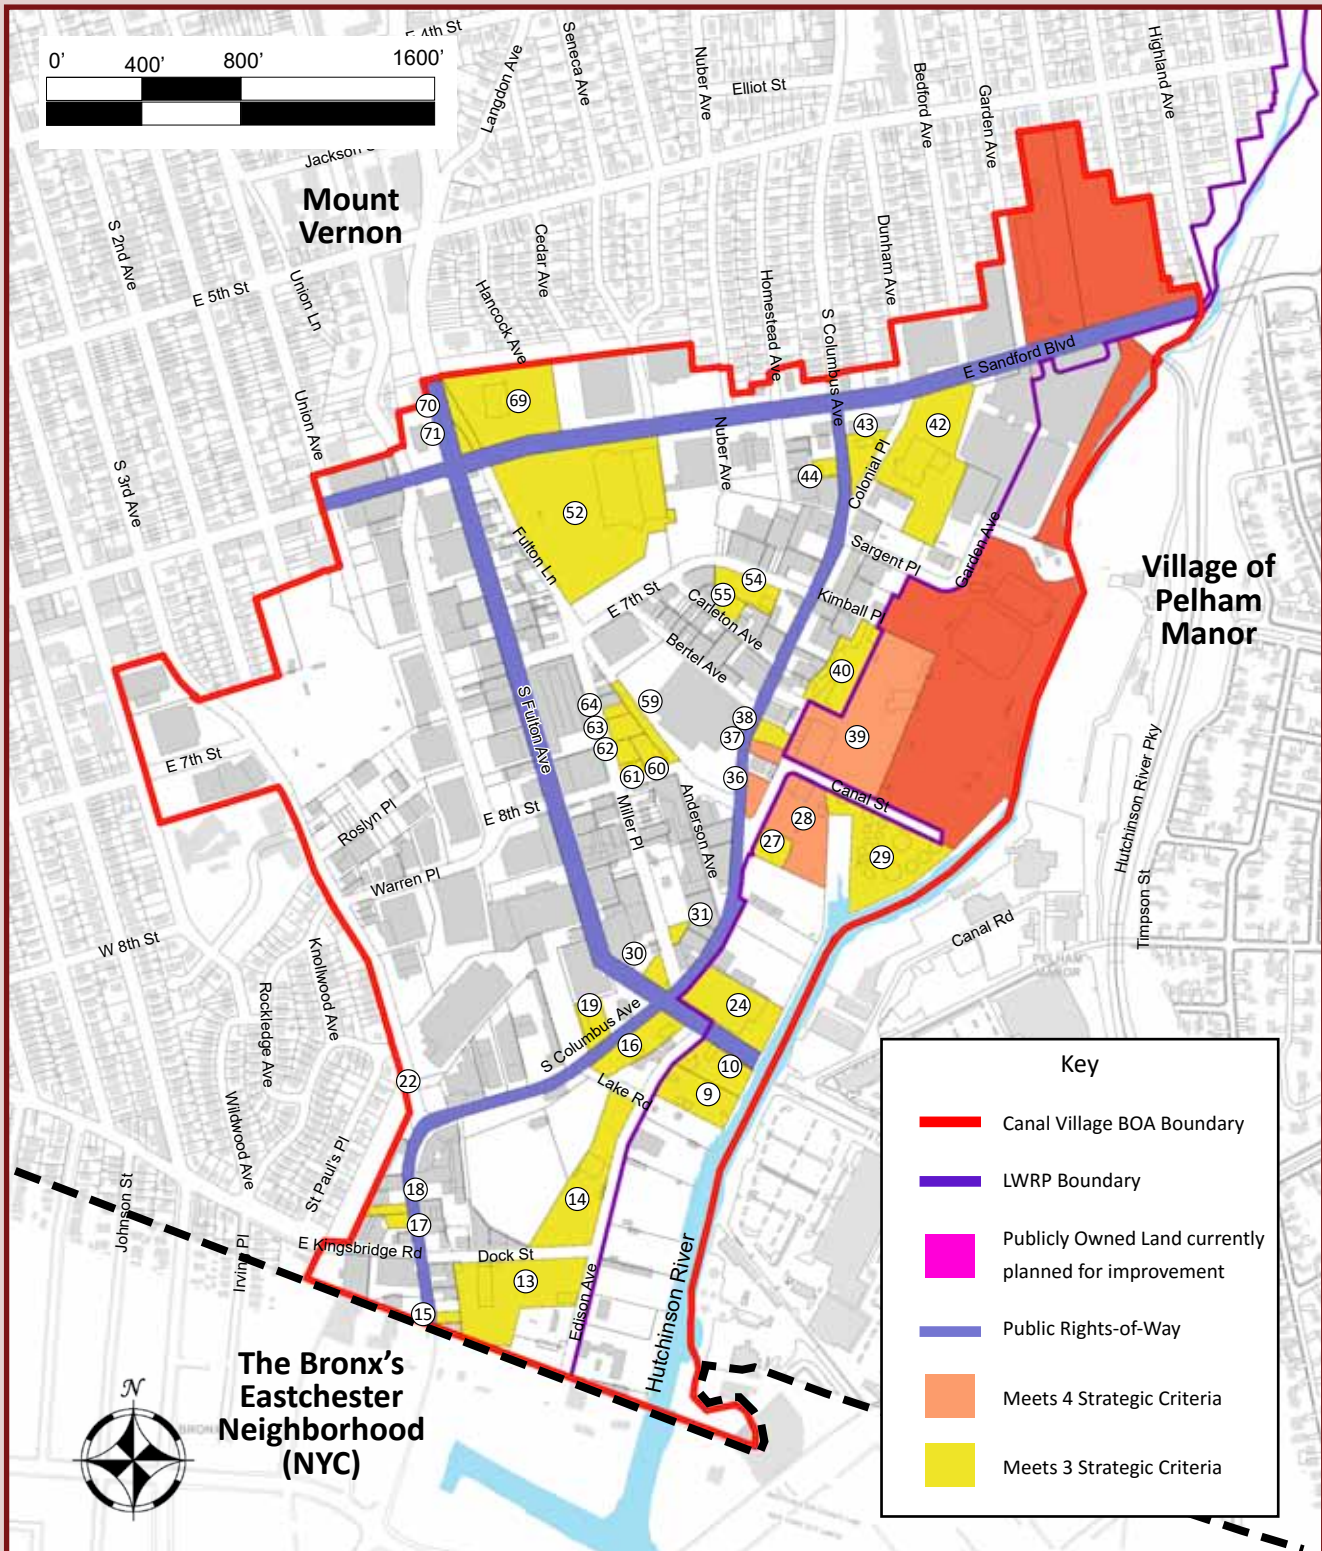 0’ 400’ 800’ 1600’
E 4th St
Langdon Ave
Seneca Ave
Nuber Ave
Elliot St
Bedford Ave
Garden Ave
Highland Ave
Jackson
Mount
Vernon
S 2nd Ave
E 5th St
Union Ln
Hancock Ave
Cedar Ave
Homestead Ave
S Columbus Ave
Dunham Ave
E Sandford Blvd
70
71
69
43
42
44
Union Ave
S 3rd Ave
Nuber Ave
Colonial Pl
52
Fulton Ln
Sargent Pl
Garden Ave
Village of
Pelham
Manor
E 7th St
54
55
Carleton Ave
Kimball Pl
Bertel Ave
40
S Fulton Ave
64
63
62
61
60
59
38
37
36
39
E 7th St
Roslyn Pl
E 8th St
Miller Pl
Anderson Ave
Canal St
28
27
29
Warren Pl
Hutchinson River Pky
Timpson St
W 8th St
Knollwood Ave
Rockledge Ave
31
30
Canal Rd
PELHAM
MANOR
19
24
S Columbus Ave
16
10
9
22
Lake Rd
Wildwood Ave
St Paul’s Pl
18
17
14
Johnson St
Irving Pl
E Kingsbridge Rd
Dock St
13
15
Edison Ave
Hutchinson River
The Bronx’s
Eastchester
Neighborhood
(NYC)
N
Key
Canal Village BOA Boundary
LWRP Boundary
Publicly Owned Land currently
planned for improvement
Public Rights-of-Way
Meets 4 Strategic Criteria
Meets 3 Strategic Criteria